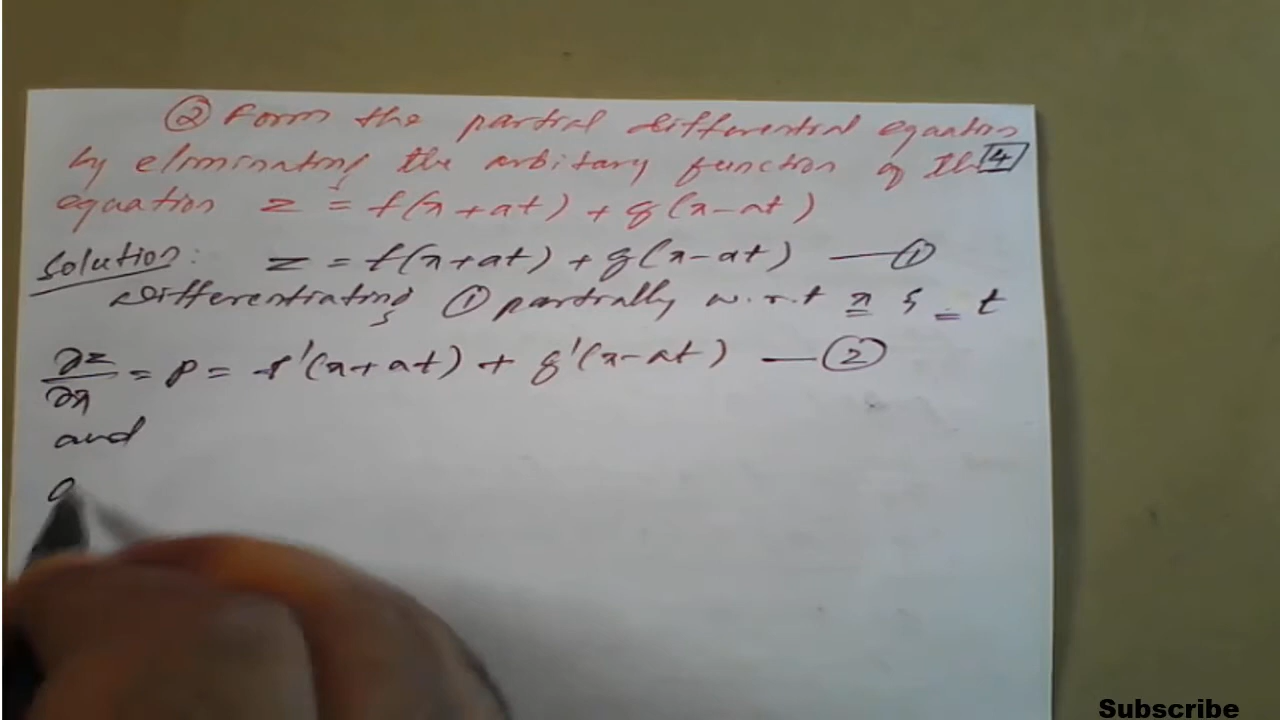 ② Form the partial differential equation
by eliminating the arbitary function of the [4]
equation z = f(x+at) + g(x-at)
Solution: z = f(x+at) + g(x-at) —①
Differentiating ① partially w.r.t x & t
∂z/∂x = p = f'(x+at) + g'(x-at) —②
and
Subscribe